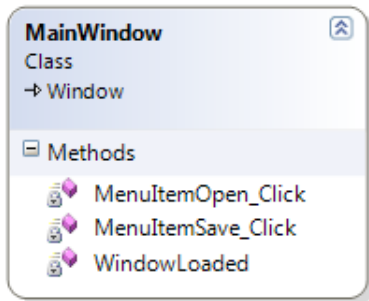 MainWindow
Class
Window
Methods
MenuItemOpen_Click
MenuItemSave_Click
WindowLoaded